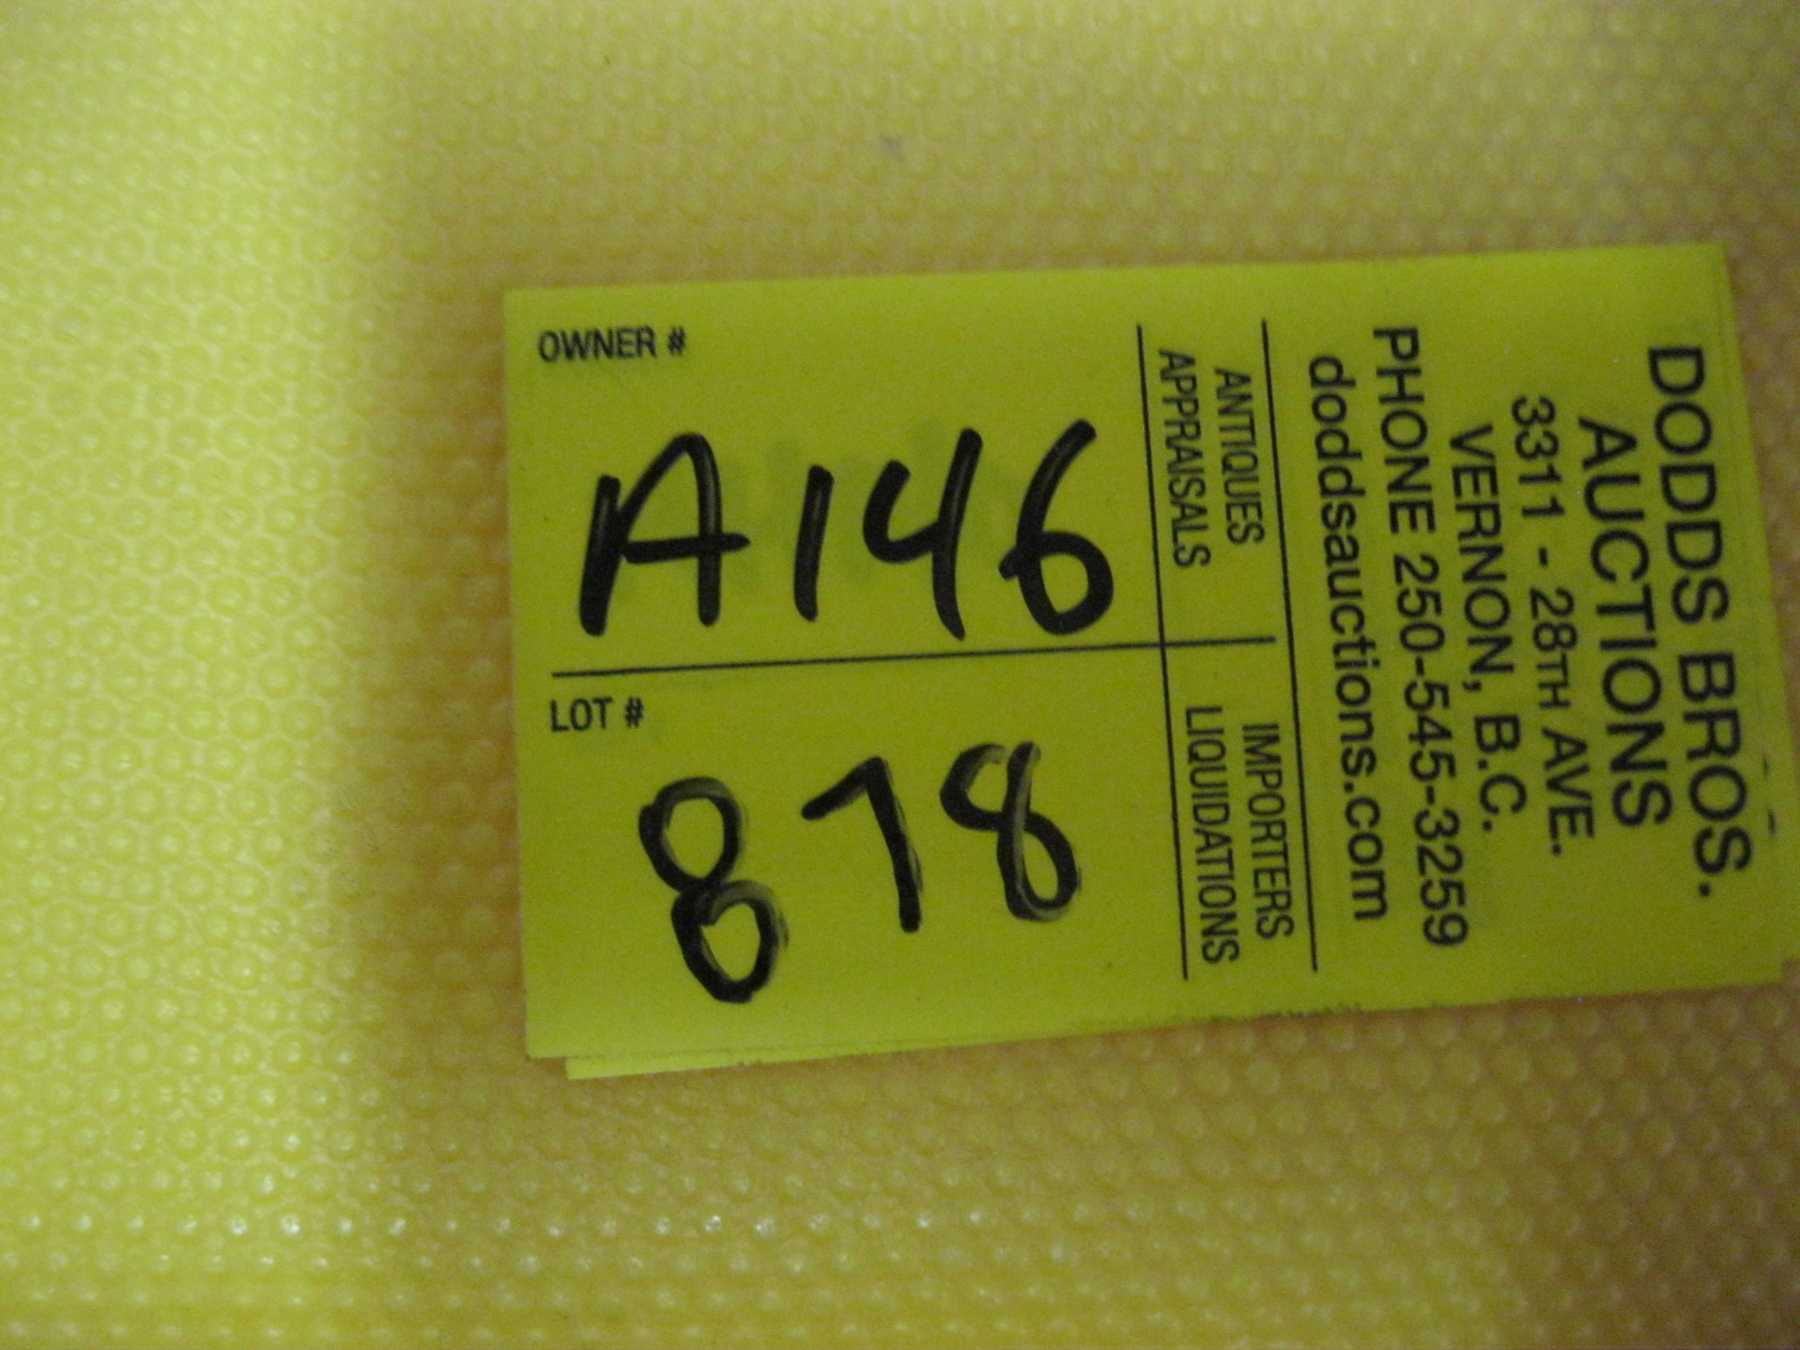 DODDS BROS.
AUCTIONS
3311 - 28TH AVE.
VERNON, B.C.
PHONE 250-545-3259
doddsauctions.com
ANTIQUES
APPRAISALS
IMPORTERS
LIQUIDATIONS
OWNER #
A146
LOT #
878